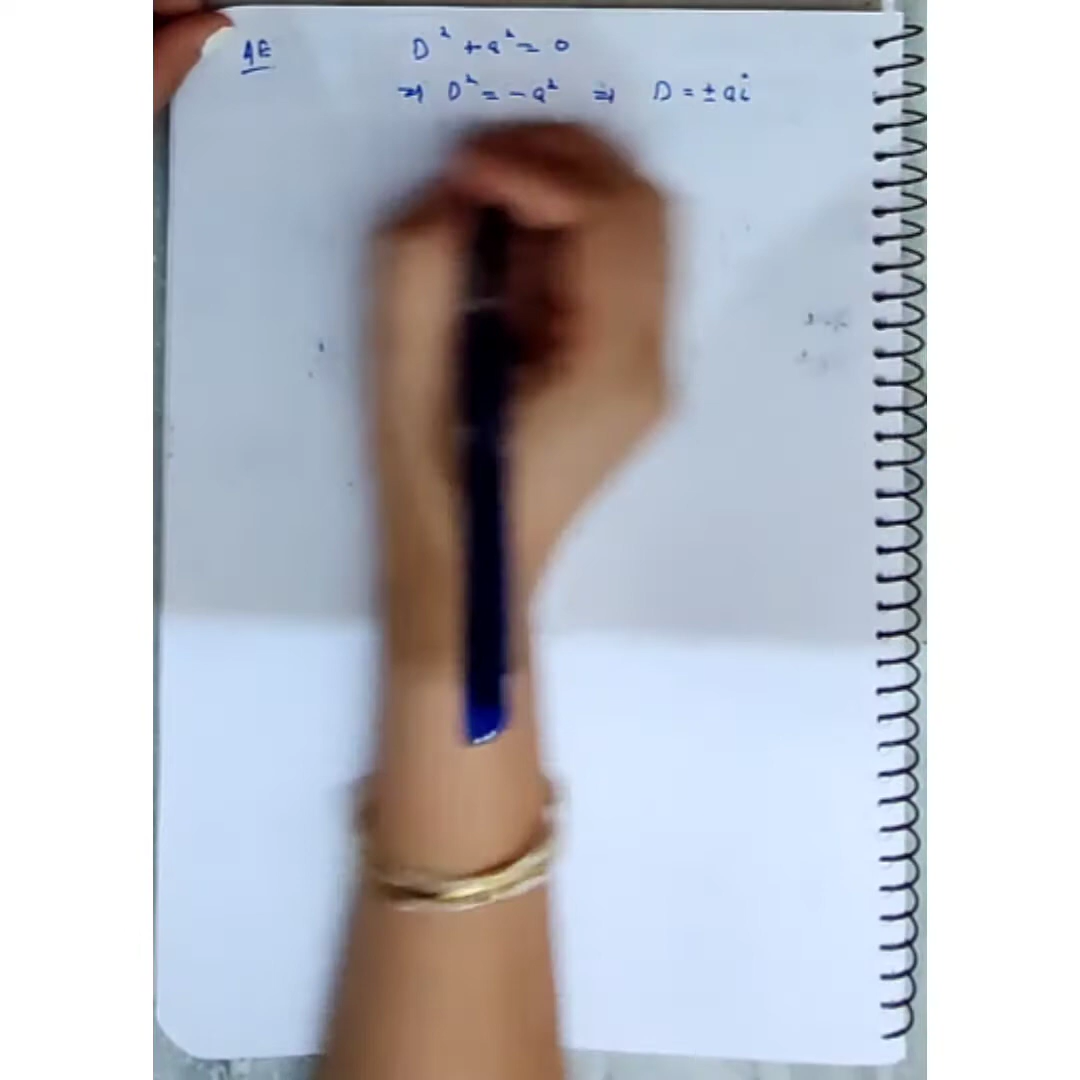 AE D² + a² = 0
⇒ D² = - a² ⇒ D = ± ai